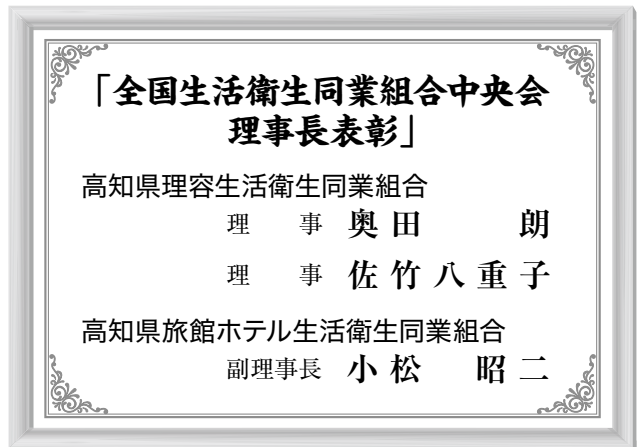 「全国生活衛生同業組合中央会
理事長表彰」
高知県理容生活衛生同業組合
理　事　奥田　朗
理　事　佐竹八重子
高知県旅館ホテル生活衛生同業組合
副理事長　小松　昭二